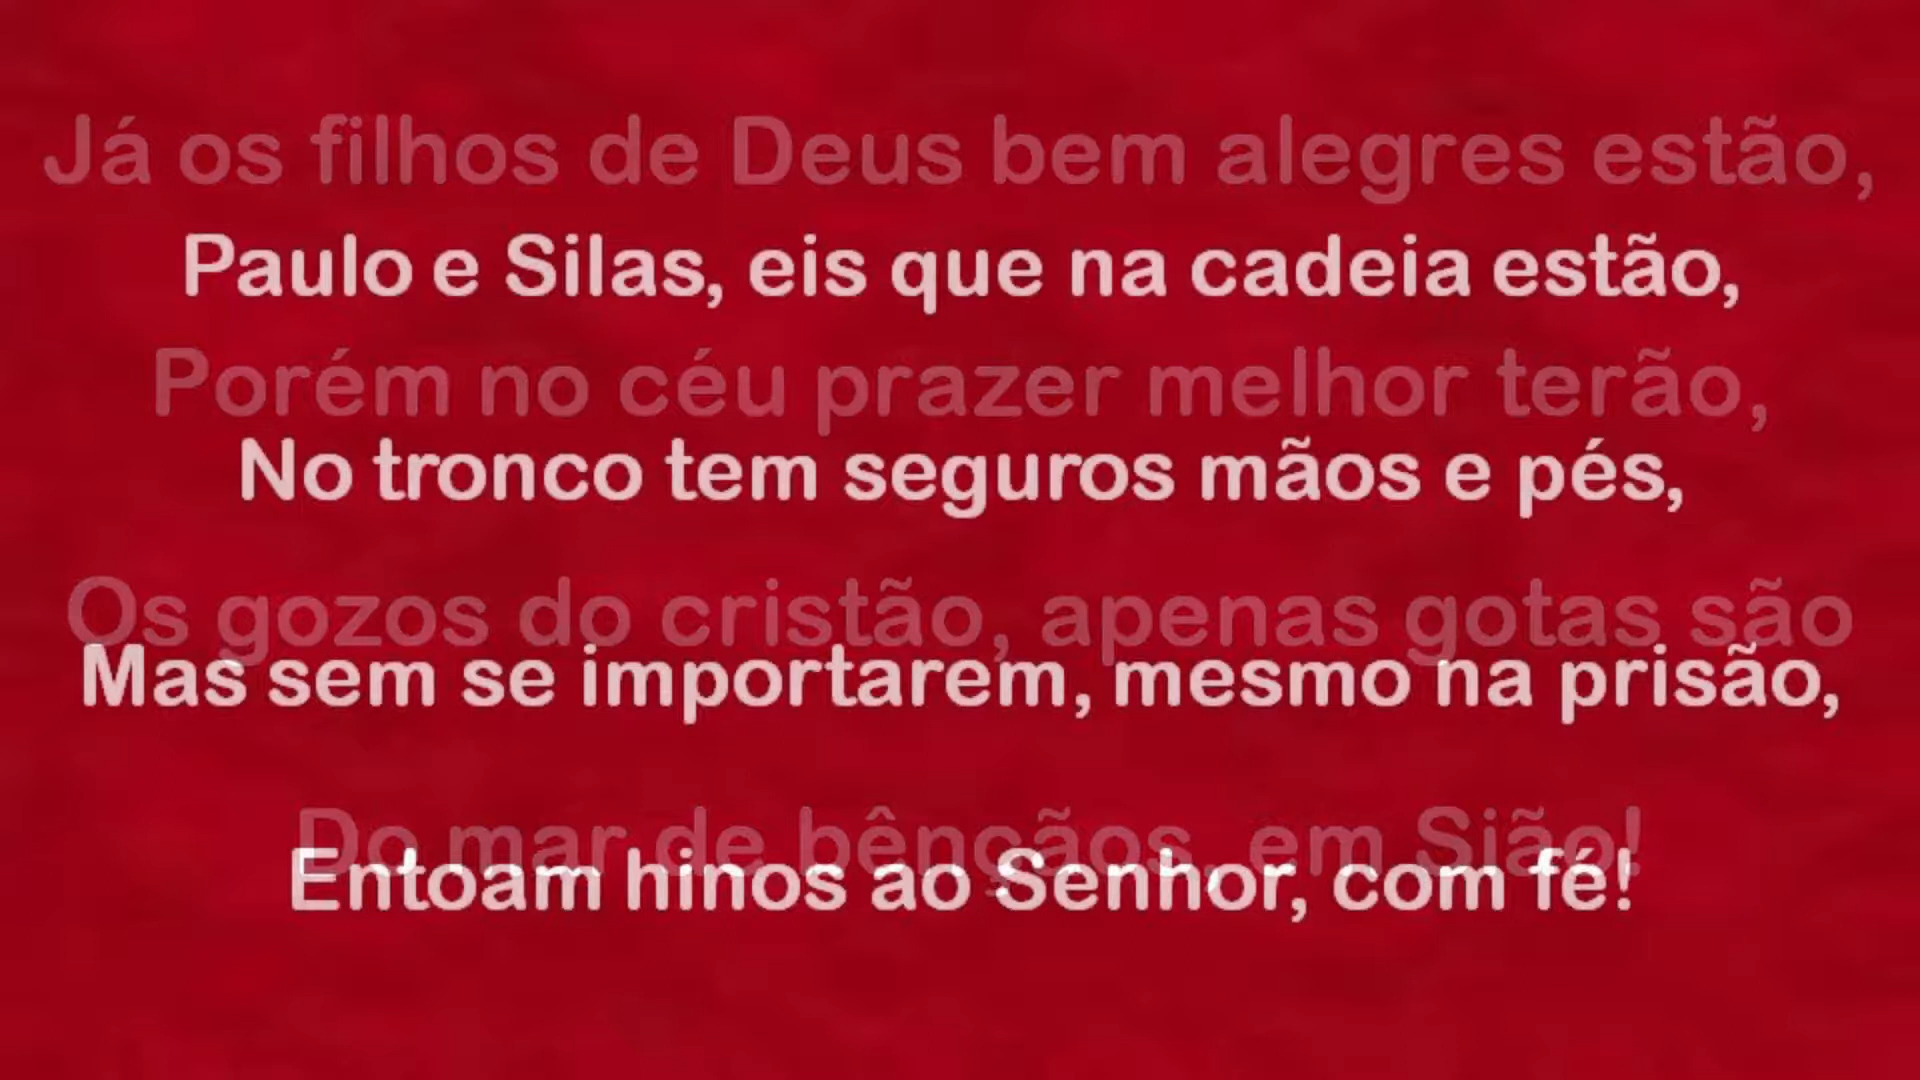 Já os filhos de Deus bem alegres estão,
Paulo e Silas, eis que na cadeia estão,
Porém no céu prazer melhor terão,
No tronco tem seguros mãos e pés,
Os gozos do cristão, apenas gotas são
Mas sem se importarem, mesmo na prisão,
Do mar de bênçãos, em Sião!
Entoam hinos ao Senhor, com fé!